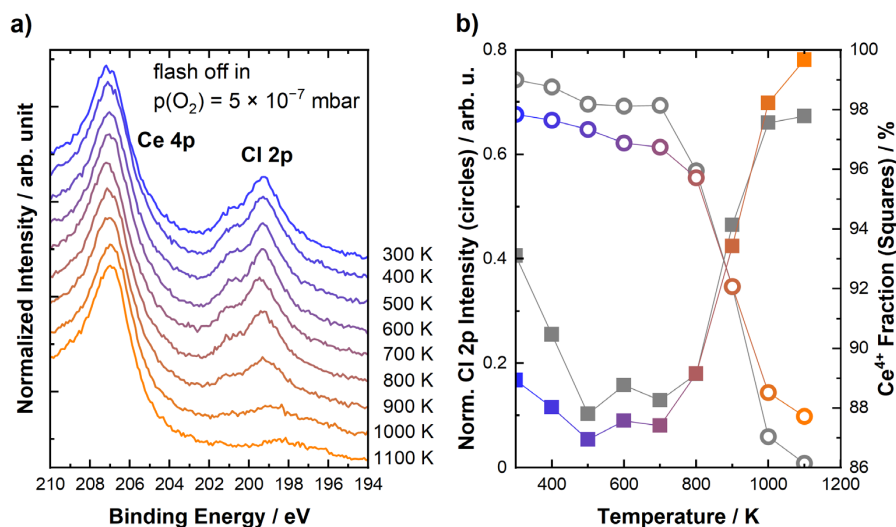 a)
flash off in
p(O₂) = 5 × 10⁻⁷ mbar
Ce 4p
Cl 2p
300 K
400 K
500 K
600 K
700 K
800 K
900 K
1000 K
1100 K
Normalized Intensity / arb. unit
210 208 206 204 202 200 198 196 194
Binding Energy / eV
b)
Norm. Cl 2p Intensity (circles) / arb. u.
0.8
0.6
0.4
0.2
0
400 600 800 1000 1200
Temperature / K
100
98
96
94
92
90
88
86
Ce⁴⁺ Fraction (Squares) / %